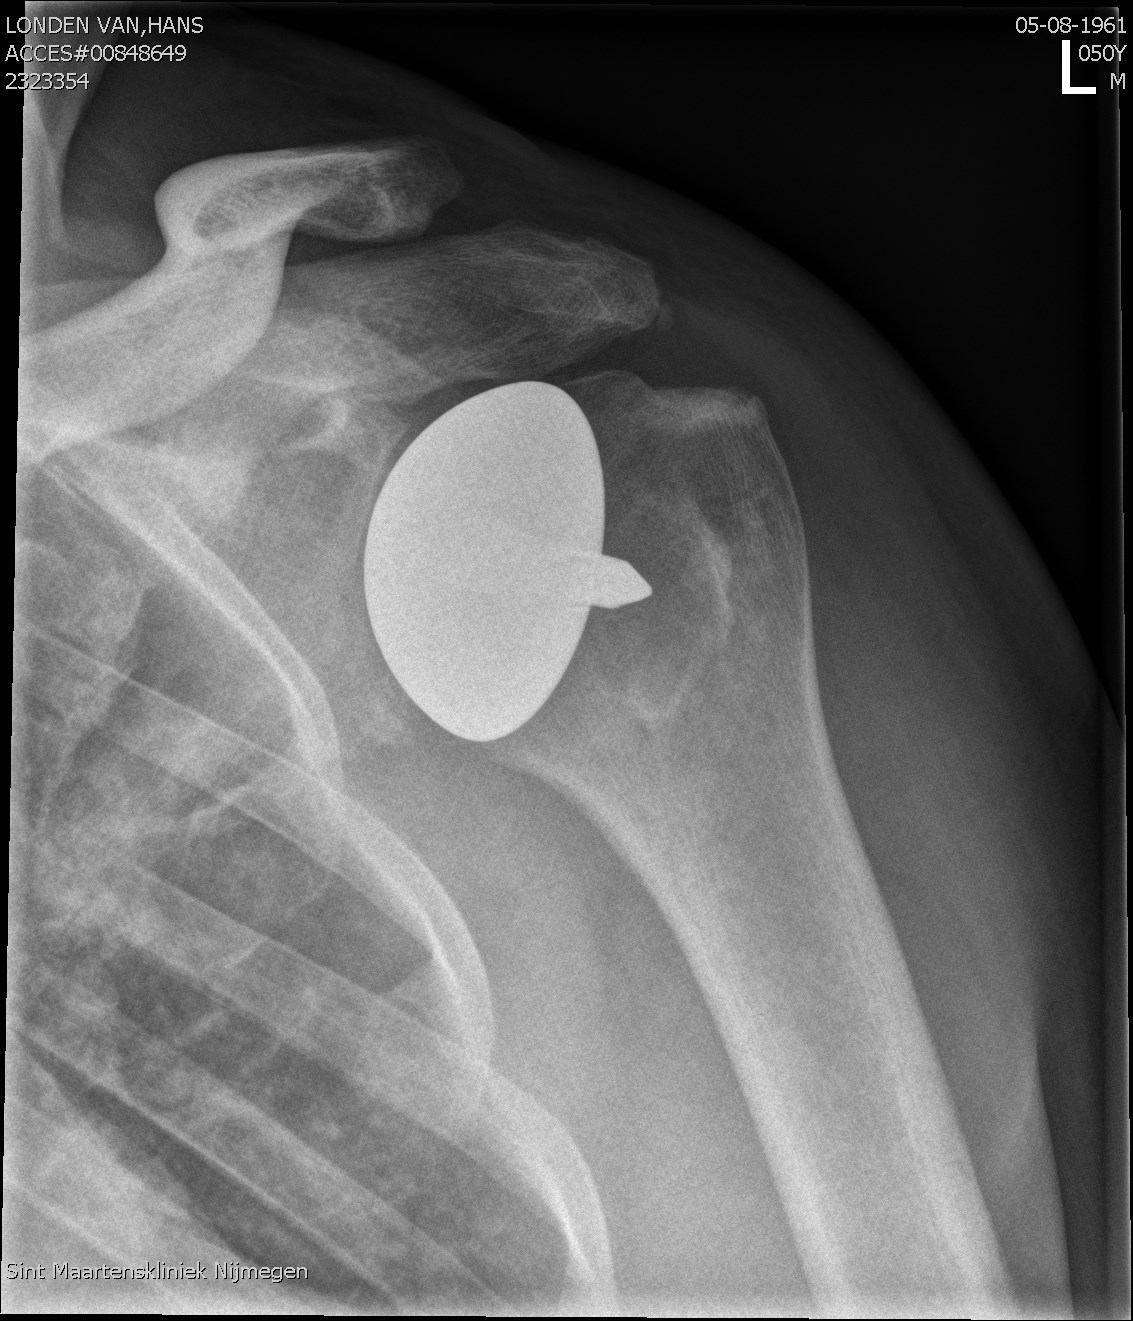 LONDEN VAN,HANS
ACCES#00848649
2323354
05-08-1961
050Y
L
M
Sint Maartenskliniek Nijmegen